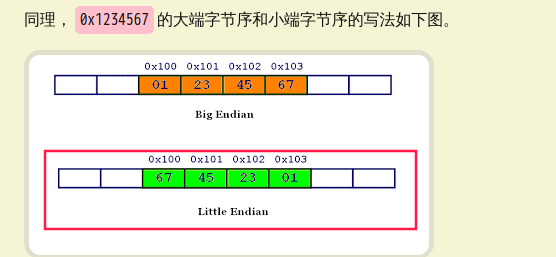 同理， 0x1234567 的大端字节序和小端字节序的写法如下图。
0x100 0x101 0x102 0x103
01 23 45 67
Big Endian
0x100 0x101 0x102 0x103
67 45 23 01
Little Endian